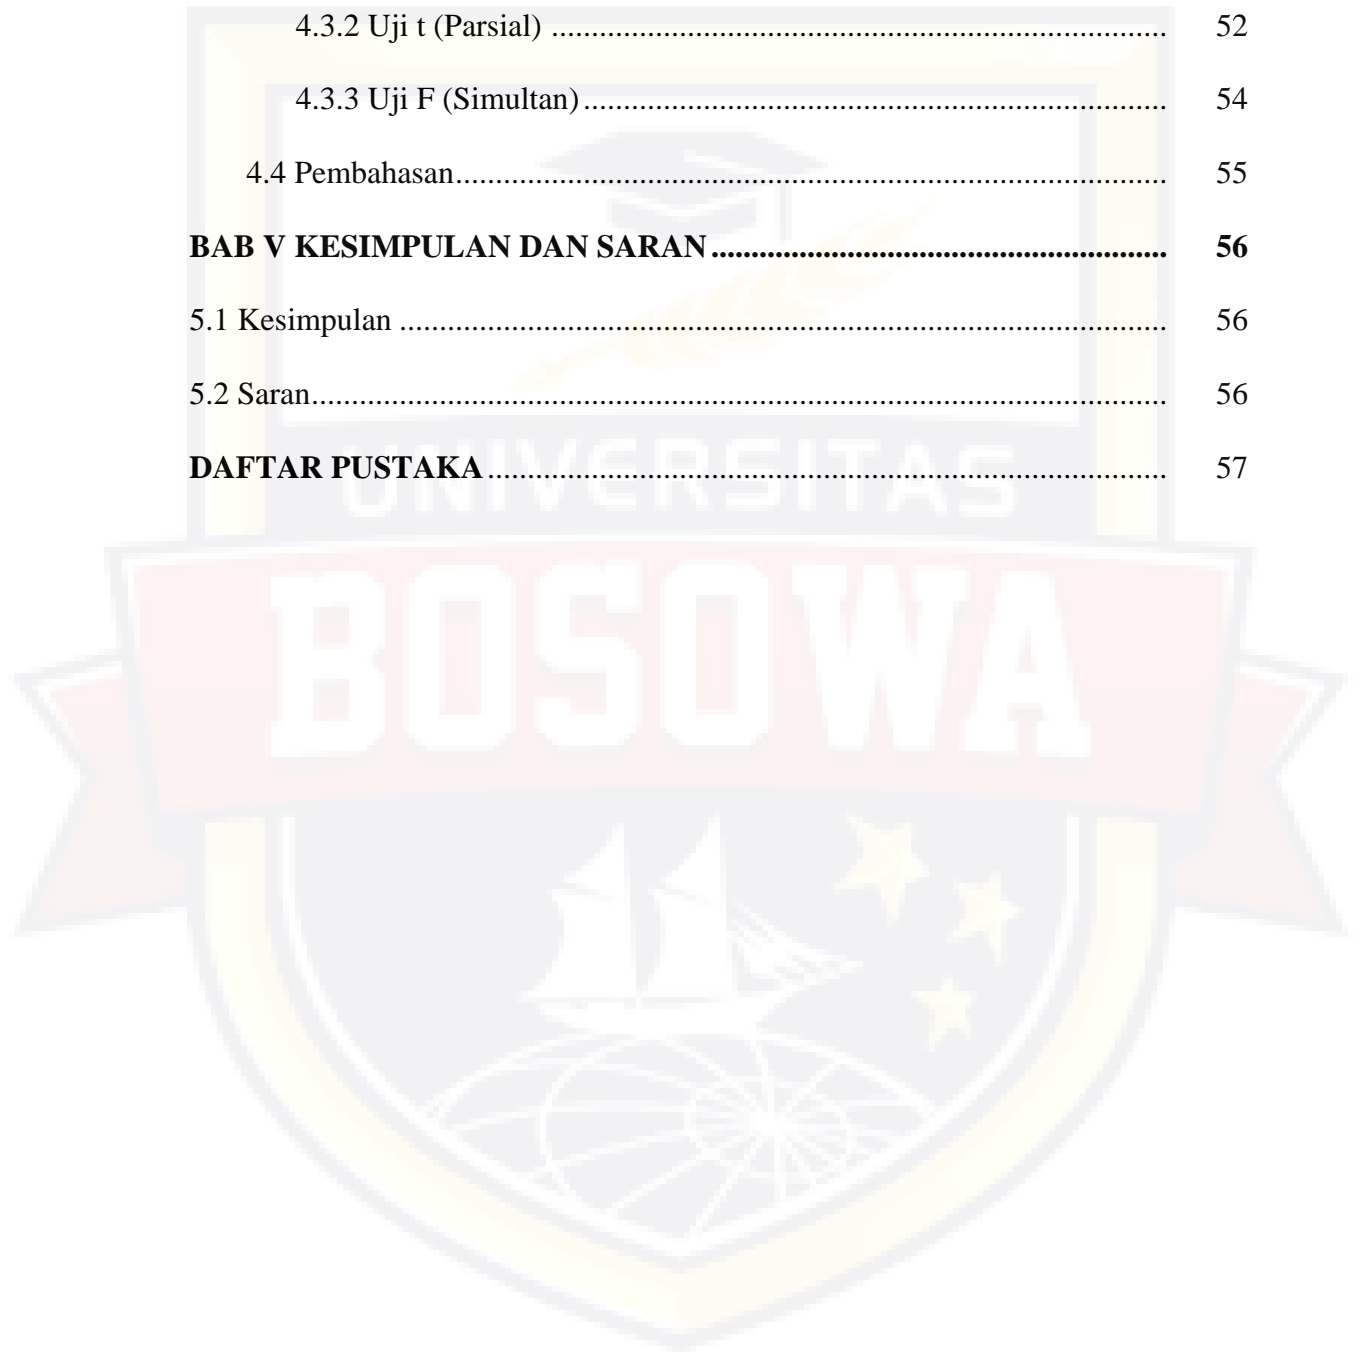 4.3.2 Uji t (Parsial) ............................................................................. 52
4.3.3 Uji F (Simultan) ......................................................................... 54
4.4 Pembahasan ......................................................................................... 55
BAB V KESIMPULAN DAN SARAN .......................................................... 56
5.1 Kesimpulan ................................................................................................ 56
5.2 Saran .......................................................................................................... 56
DAFTAR PUSTAKA ..................................................................................... 57
UNIVERSITAS
BOSOWA